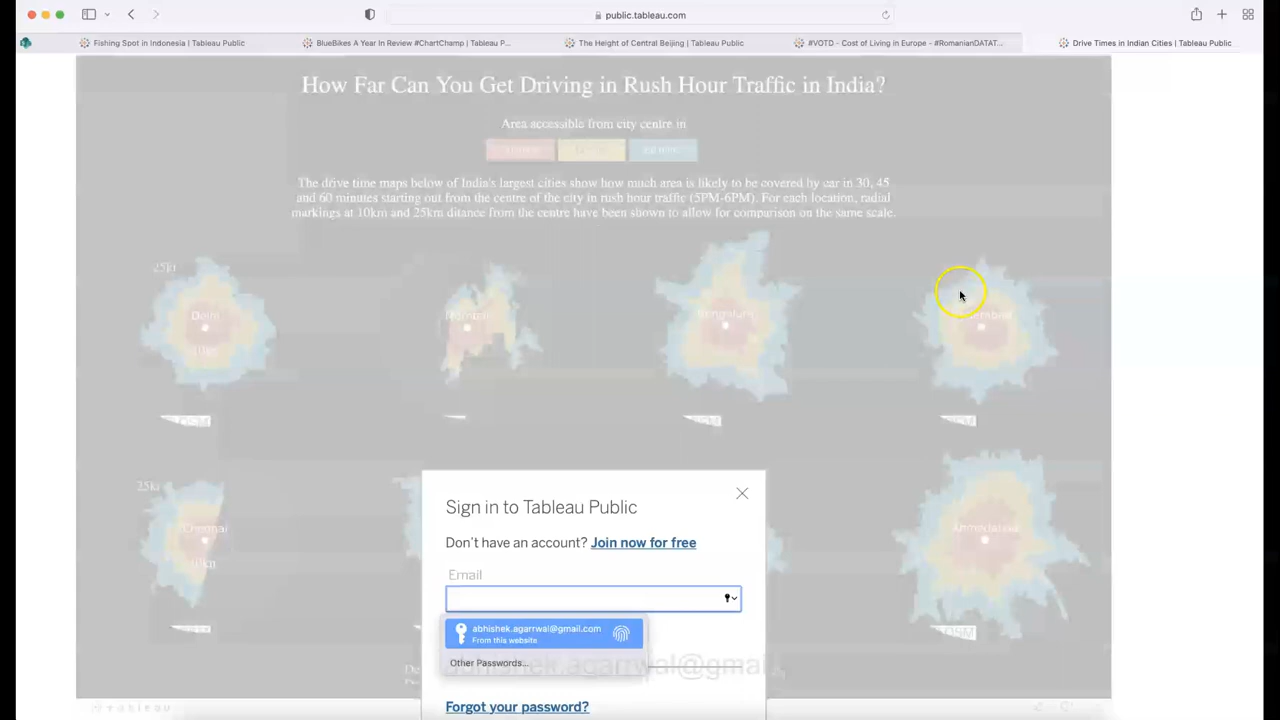 public.tableau.com
Fishing Spot in Indonesia | Tableau Public
BlueBikes A Year In Review #ChartChamp | Tableau P...
The Height of Central Beijing | Tableau Public
#VOTD - Cost of Living in Europe - #RomanianDATAT...
Drive Times in Indian Cities | Tableau Public
How Far Can You Get Driving in Rush Hour Traffic in India?
Area accessible from city centre in
The drive time maps below of India's largest cities show how much area is likely to be covered by car in 30, 45
and 60 minutes starting out from the centre of the city in rush hour traffic (5PM-6PM). For each location, radial
markings at 10km and 25km ditance from the centre have been shown to allow for comparison on the same scale.
Delhi
Mumbai
Bengaluru
Chennai
10km
Ahmadabad
Sign in to Tableau Public
Don't have an account? Join now for free
Email
abhishek.agarrwal@gmail.com
From this website
Other Passwords...
Forgot your password?